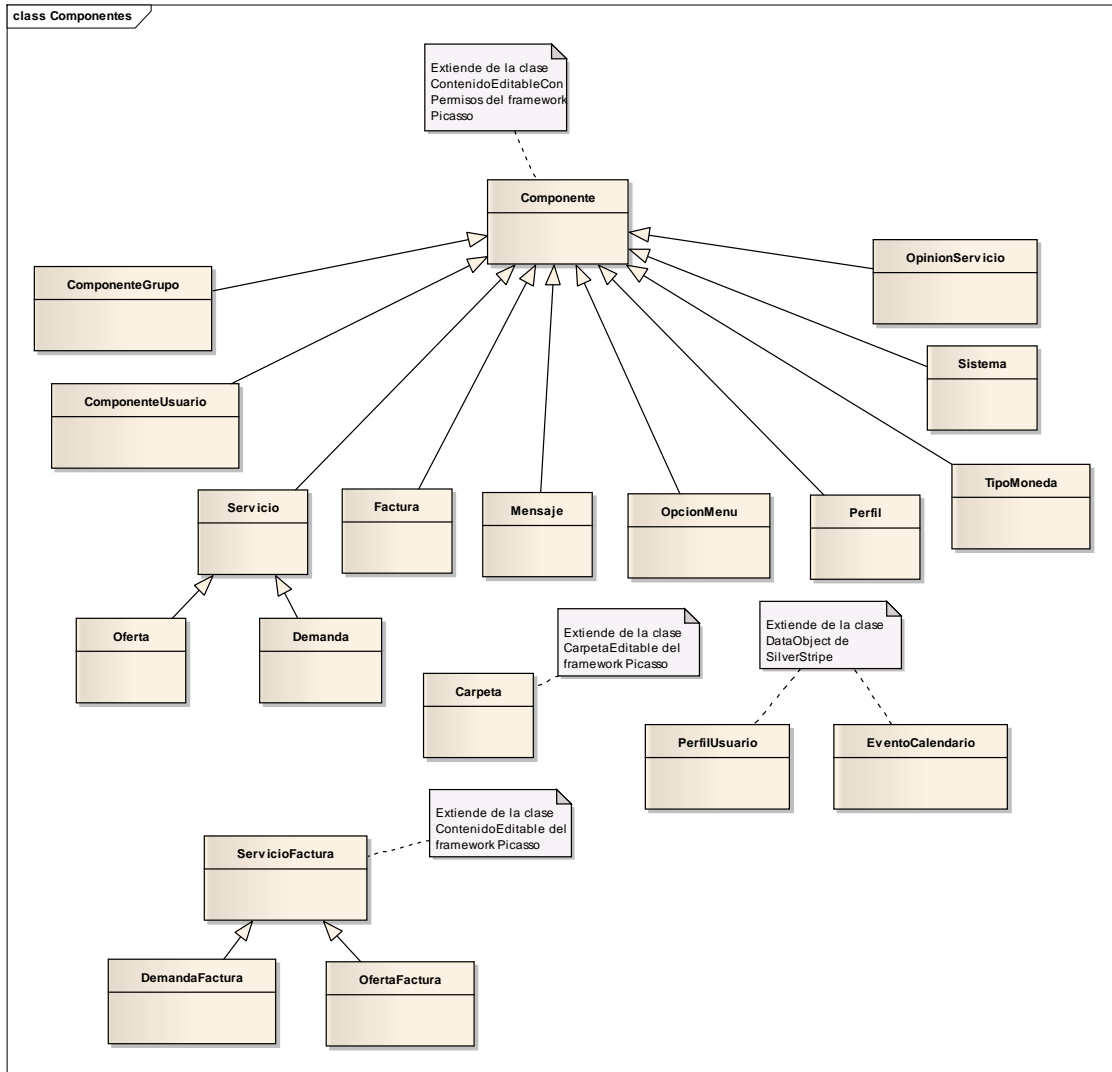 class Componentes
Extiende de la clase
ContenidoEditableCon
Permisos del framework
Picasso
Componente
OpinionServicio
ComponenteGrupo
Sistema
ComponenteUsuario
TipoMoneda
Servicio
Factura
Mensaje
OpcionMenu
Perfil
Oferta
Demanda
Extiende de la clase
CarpetaEditable del
framework Picasso
Extiende de la clase
DataObject de
SilverStripe
Carpeta
PerfilUsuario
EventoCalendario
Extiende de la clase
ContenidoEditable del
framework Picasso
ServicioFactura
DemandaFactura
OfertaFactura